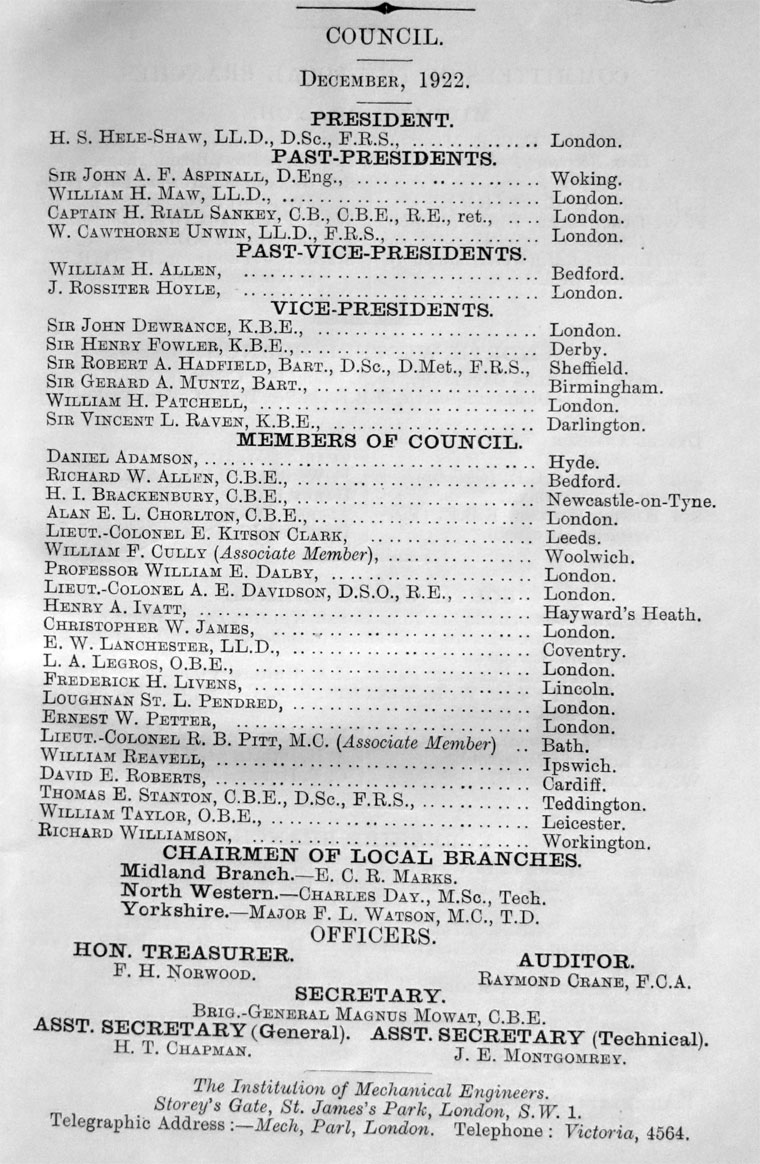 COUNCIL.
DECEMBER, 1922.
PRESIDENT.
H. S. HELE-SHAW, LL.D., D.Sc., F.R.S., .............. London.
PAST-PRESIDENTS.
SIR JOHN A. F. ASPINALL, D.Eng., .................... Woking.
WILLIAM H. MAW, LL.D., ............................ London.
CAPTAIN H. RIALL SANKEY, C.B., C.B.E., R.E., ret., .... London.
W. CAWTHORNE UNWIN, LL.D., F.R.S., ................ London.
PAST-VICE-PRESIDENTS.
WILLIAM H. ALLEN, ................................ Bedford.
J. ROSSITER HOYLE, ................................ London.
VICE-PRESIDENTS.
SIR JOHN DEWRANCE, K.B.E., ........................ London.
SIR HENRY FOWLER, K.B.E., .......................... Derby.
SIR ROBERT A. HADFIELD, BART., D.Sc., D.Met., F.R.S., Sheffield.
SIR GERARD A. MUNTZ, BART., ........................ Birmingham.
WILLIAM H. PATCHELL, .............................. London.
SIR VINCENT L. RAVEN, K.B.E., ...................... Darlington.
MEMBERS OF COUNCIL.
DANIEL ADAMSON, .................................... Hyde.
RICHARD W. ALLEN, C.B.E., .......................... Bedford.
H. I. BRACKENBURY, C.B.E., .......................... Newcastle-on-Tyne.
ALAN E. L. CHORLTON, C.B.E., ........................ London.
LIEUT.-COLONEL E. KITSON CLARK, .................. Leeds.
WILLIAM F. CULLY (Associate Member), ................ Woolwich.
PROFESSOR WILLIAM E. DALBY, ...................... London.
LIEUT.-COLONEL A. E. DAVIDSON, D.S.O., R.E., ........ London.
HENRY A. IVATT, .................................... Hayward's Heath.
CHRISTOPHER W. JAMES, ............................ London.
E. W. LANCHESTER, LL.D., .......................... Coventry.
L. A. LEGROS, O.B.E., .............................. London.
FREDERICK H. LIVENS, .............................. Lincoln.
LOUGHNAN ST. L. PENDRED, .......................... London.
ERNEST W. PETTER, ................................ London.
LIEUT.-COLONEL R. B. PITT, M.C. (Associate Member) .. Bath.
WILLIAM REAVELL, .................................. Ipswich.
DAVID E. ROBERTS, .................................. Cardiff.
THOMAS E. STANTON, C.B.E., D.Sc., F.R.S., ............ Teddington.
WILLIAM TAYLOR, O.B.E., ............................ Leicester.
RICHARD WILLIAMSON, .............................. Workington.
CHAIRMEN OF LOCAL BRANCHES.
Midland Branch.—E. C. R. MARKS.
North Western.—CHARLES DAY., M.Sc., Tech.
Yorkshire.—MAJOR F. L. WATSON, M.C., T.D.
OFFICERS.
HON. TREASURER. AUDITOR.
F. H. NORWOOD. RAYMOND CRANE, F.C.A.
SECRETARY.
BRIG.-GENERAL MAGNUS MOWAT, C.B.E.
ASST. SECRETARY (General). ASST. SECRETARY (Technical).
H. T. CHAPMAN. J. E. MONTGOMREY.
The Institution of Mechanical Engineers.
Storey's Gate, St. James's Park, London, S.W. 1.
Telegraphic Address:—Mech, Parl, London. Telephone: Victoria, 4564.